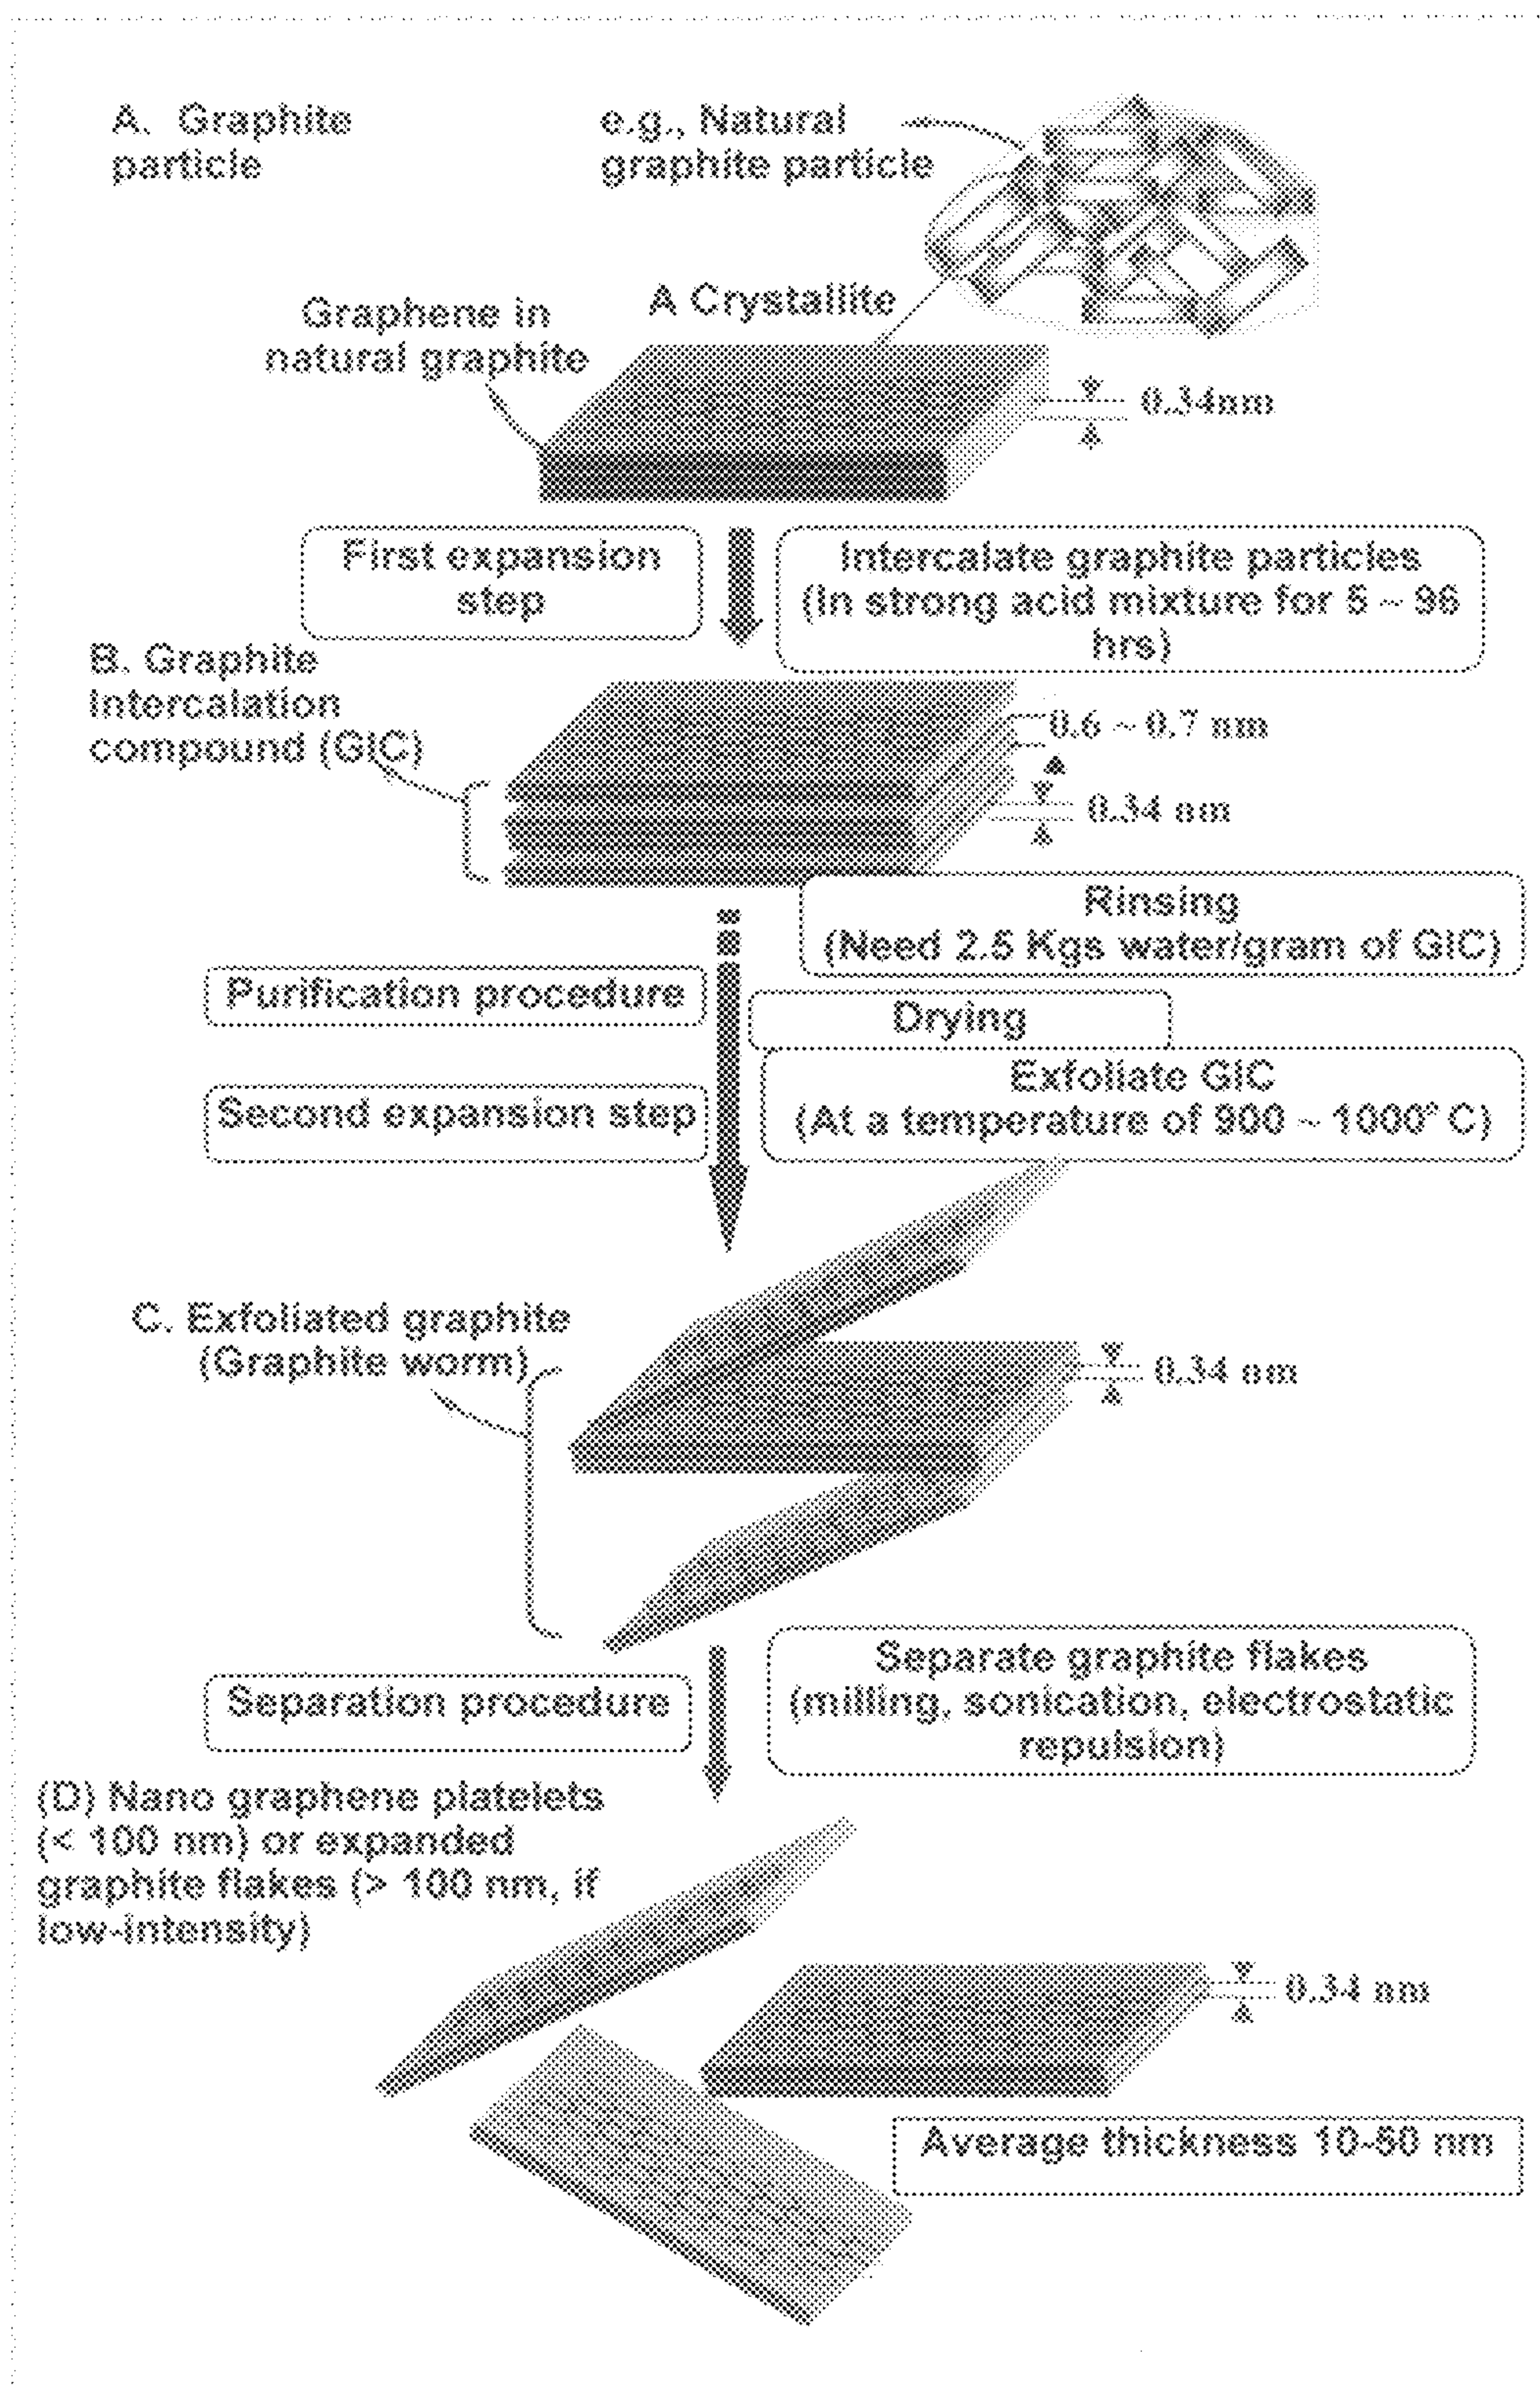 A. Graphite
particle
e.g., Natural
graphite particle
A Crystallite
Graphene in
natural graphite
0.34nm
First expansion
step
Intercalate graphite particles
(In strong acid mixture for 5 ~ 96
hrs)
B. Graphite
Intercalation
compound (GIC)
0.6 ~ 0.7 nm
0.34 nm
Rinsing
(Need 2.5 Kgs water/gram of GIC)
Purification procedure
Drying
Exfoliate GIC
(At a temperature of 900 ~ 1000° C)
Second expansion step
C. Exfoliated graphite
(Graphite worm)
0.34 nm
Separation procedure
Separate graphite flakes
(milling, sonication, electrostatic
repulsion)
(D) Nano graphene platelets
(< 100 nm) or expanded
graphite flakes (> 100 nm, if
low-intensity)
0.34 nm
Average thickness 10-50 nm